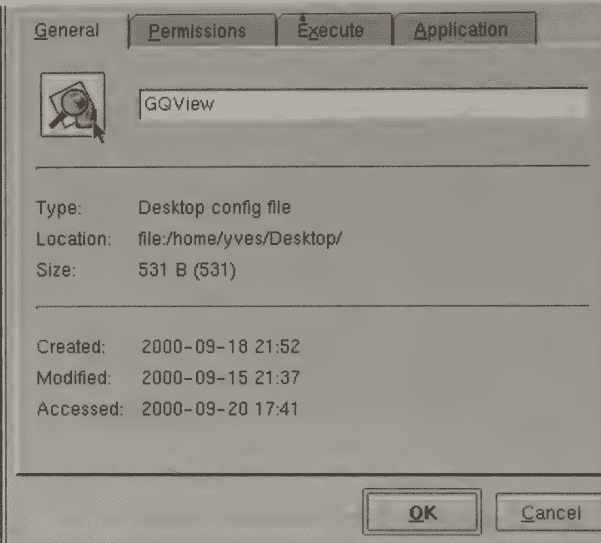 General Permissions Execute Application
GQView
Type: Desktop config file
Location: file:/home/yves/Desktop/
Size: 531 B (531)
Created: 2000-09-18 21:52
Modified: 2000-09-15 21:37
Accessed: 2000-09-20 17:41
OK Cancel